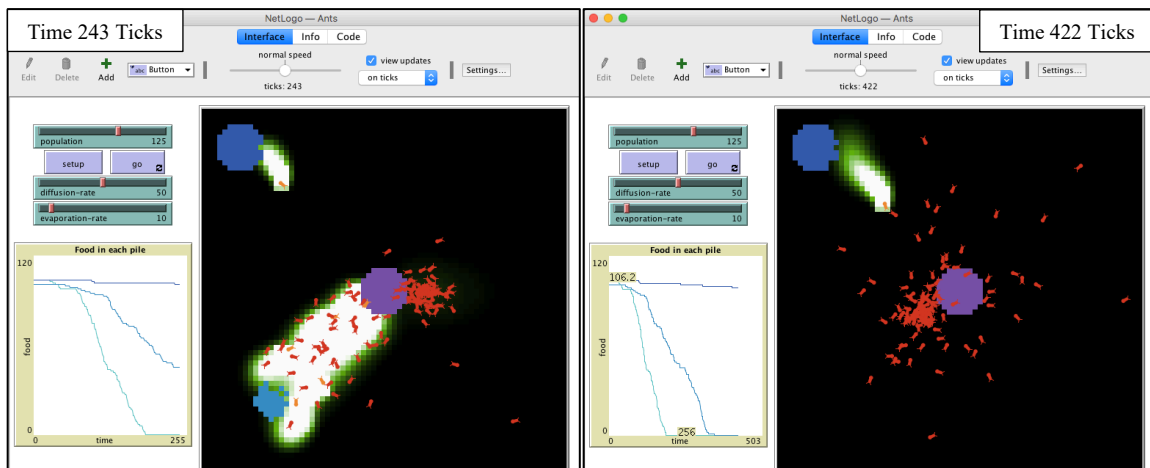 Time 243 Ticks
NetLogo — Ants
Interface Info Code
Edit
Delete
Add
abc Button
normal speed
ticks: 243
view updates
on ticks
Settings...
population 125
setup
go
diffusion-rate 50
evaporation-rate 10
Food in each pile
120
food
0
0 time 255
NetLogo — Ants
Time 422 Ticks
Interface Info Code
Edit
Delete
Add
abc Button
normal speed
ticks: 422
view updates
on ticks
Settings...
population 125
setup
go
diffusion-rate 50
evaporation-rate 10
Food in each pile
120
106.2
food
0
256
0 time 503